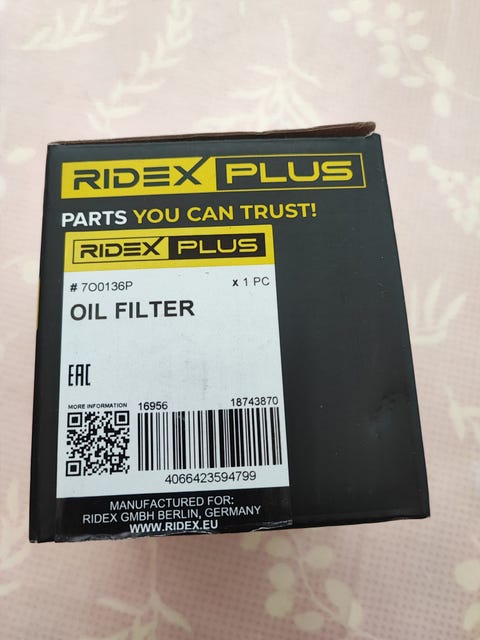 RIDEX PLUS
PARTS YOU CAN TRUST!
RIDEX PLUS
# 7O0136P x 1 PC
OIL FILTER
EAC
MORE INFORMATION 16956 18743870
4066423594799
MANUFACTURED FOR:
RIDEX GMBH BERLIN, GERMANY
WWW.RIDEX.EU